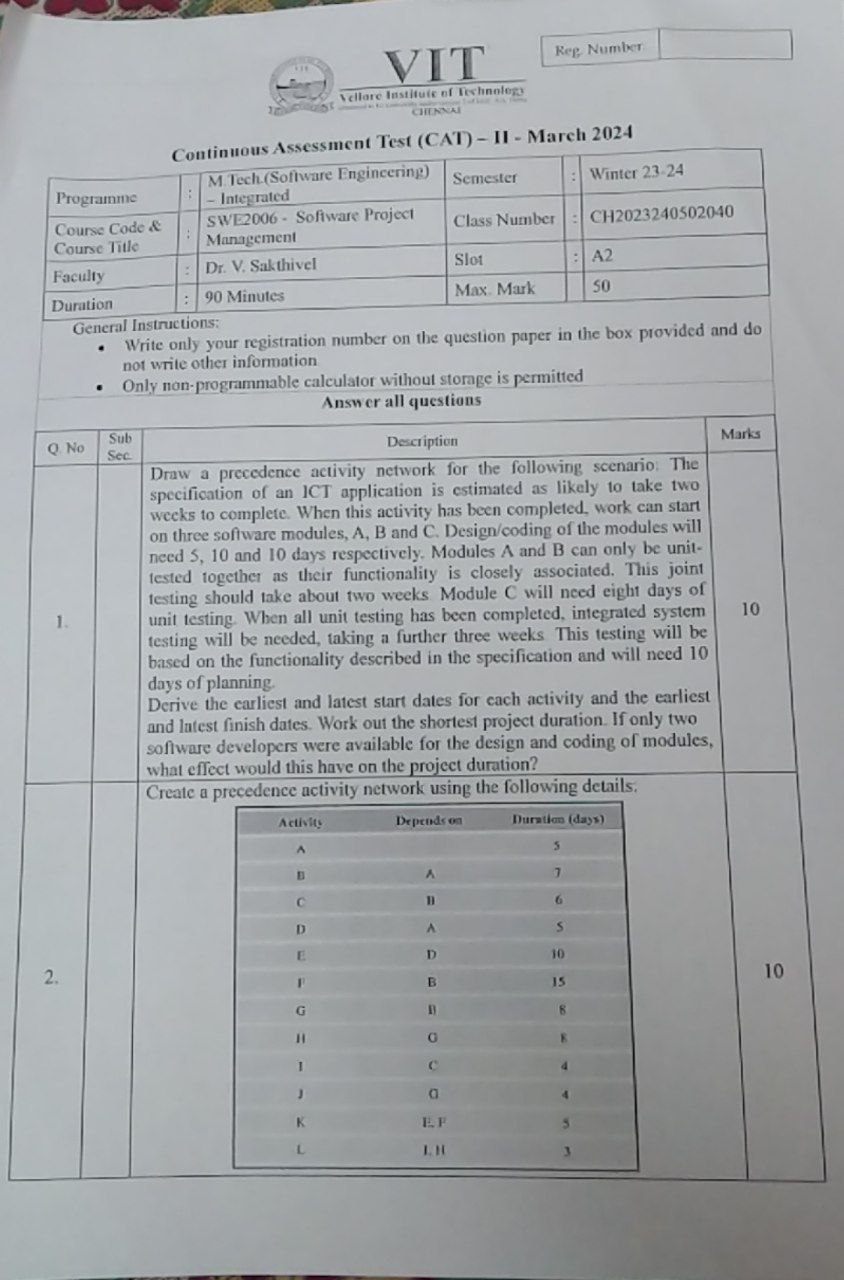 Reg. Number
VIT
Vellore Institute of Technology
CHENNAI
Continuous Assessment Test (CAT) – II - March 2024
Programme : M.Tech.(Software Engineering) – Integrated Semester : Winter 23-24
Course Code & Course Title : SWE2006 - Software Project Management Class Number : CH2023240502040
Faculty : Dr. V. Sakthivel Slot : A2
Duration : 90 Minutes Max. Mark 50
General Instructions:
• Write only your registration number on the question paper in the box provided and do
not write other information
• Only non-programmable calculator without storage is permitted
Answer all questions
Q. No Sub Sec. Description Marks
Draw a precedence activity network for the following scenario: The
specification of an ICT application is estimated as likely to take two
weeks to complete. When this activity has been completed, work can start
on three software modules, A, B and C. Design/coding of the modules will
need 5, 10 and 10 days respectively. Modules A and B can only be unit-
tested together as their functionality is closely associated. This joint
testing should take about two weeks. Module C will need eight days of
1. unit testing. When all unit testing has been completed, integrated system 10
testing will be needed, taking a further three weeks. This testing will be
based on the functionality described in the specification and will need 10
days of planning.
Derive the earliest and latest start dates for each activity and the earliest
and latest finish dates. Work out the shortest project duration. If only two
software developers were available for the design and coding of modules,
what effect would this have on the project duration?
2. Create a precedence activity network using the following details: 10
Activity Depends on Duration (days)
A 5
B A 7
C B 6
D A 5
E D 10
F B 15
G 8
H G 8
I C 4
J G 4
K E, F 5
L I, H 3